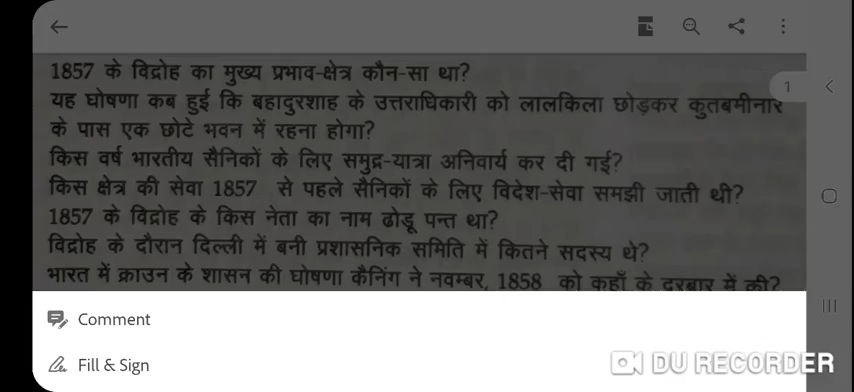 1857 के विद्रोह का मुख्य प्रभाव-क्षेत्र कौन-सा था?
1
यह घोषणा कब हुई कि बहादुरशाह के उत्तराधिकारी को लालकिला छोड़कर कुतबमीनार
के पास एक छोटे भवन में रहना होगा?
किस वर्ष भारतीय सैनिकों के लिए समुद्र-यात्रा अनिवार्य कर दी गई?
किस क्षेत्र की सेवा 1857 से पहले सैनिकों के लिए विदेश-सेवा समझी जाती थी?
1857 के विद्रोह के किस नेता का नाम ढोडू पन्त था?
विद्रोह के दौरान दिल्ली में बनी प्रशासनिक समिति में कितने सदस्य थे?
भारत में क्राउन के शासन की घोषणा कैनिंग ने नवम्बर, 1858 को कहाँ के दरबार में की?
Comment
Fill & Sign
DU RECORDER